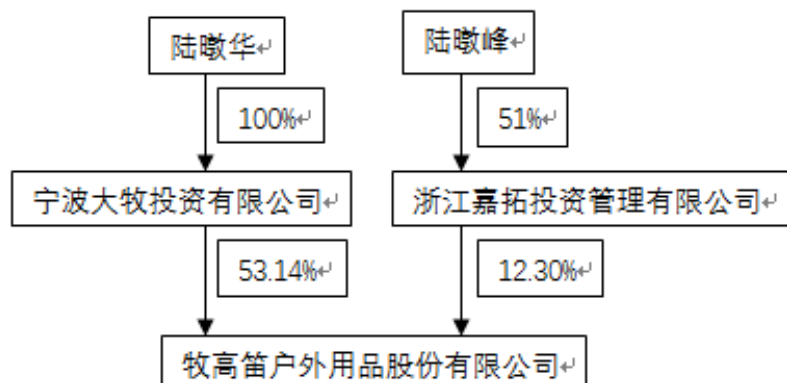 陆暾华
陆暾峰
100%
51%
宁波大牧投资有限公司
浙江嘉拓投资管理有限公司
53.14%
12.30%
牧高笛户外用品股份有限公司